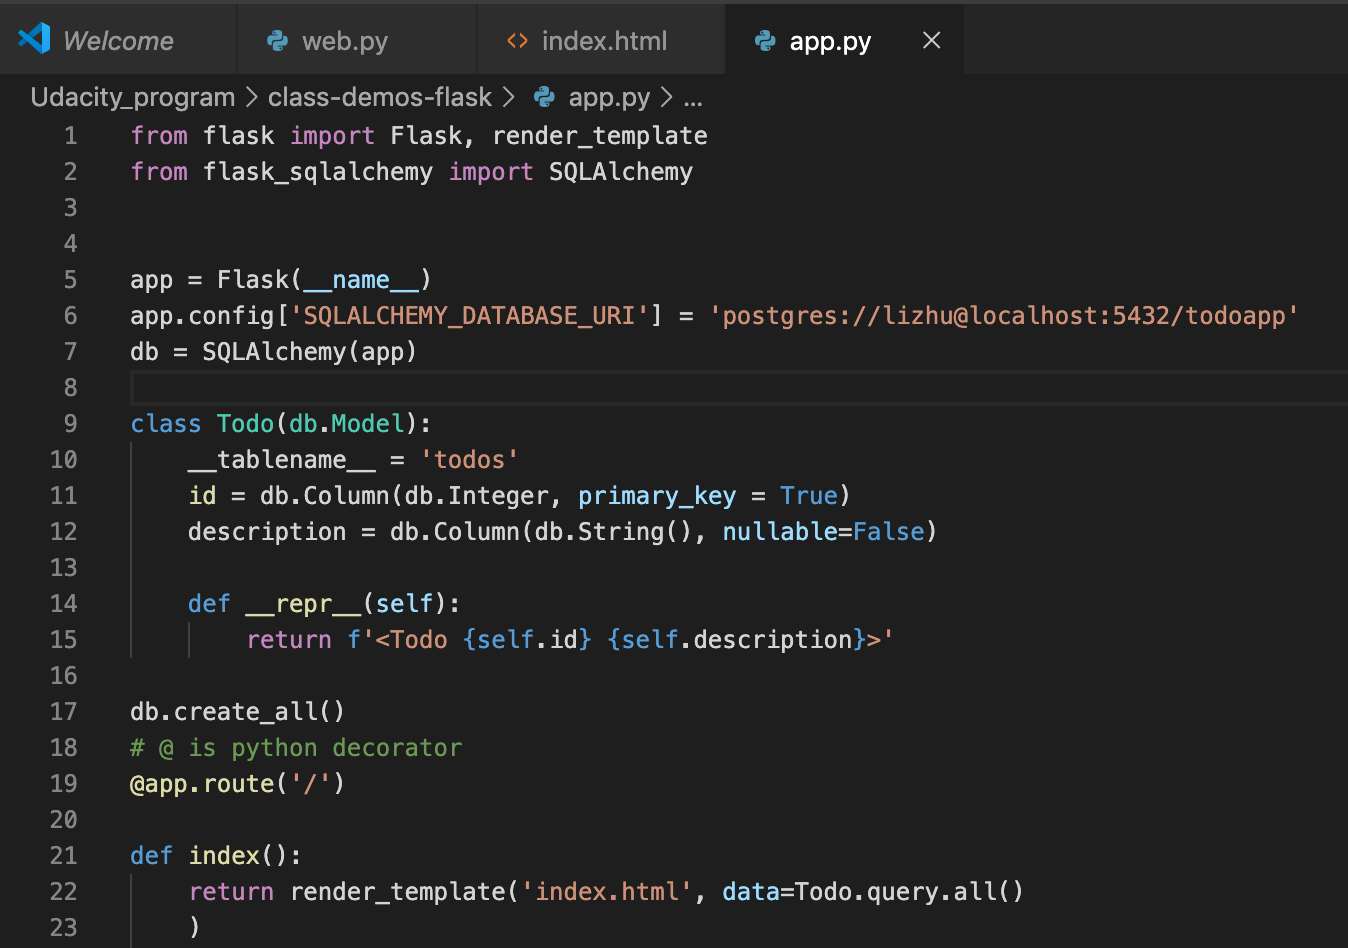 Welcome web.py index.html app.py
Udacity_program > class-demos-flask > app.py > ...
1 from flask import Flask, render_template
2 from flask_sqlalchemy import SQLAlchemy
3
4
5 app = Flask(__name__)
6 app.config['SQLALCHEMY_DATABASE_URI'] = 'postgres://lizhu@localhost:5432/todoapp'
7 db = SQLAlchemy(app)
8
9 class Todo(db.Model):
10     __tablename__ = 'todos'
11     id = db.Column(db.Integer, primary_key = True)
12     description = db.Column(db.String(), nullable=False)
13
14     def __repr__(self):
15         return f'<Todo {self.id} {self.description}>'
16
17 db.create_all()
18 # @ is python decorator
19 @app.route('/')
20
21 def index():
22     return render_template('index.html', data=Todo.query.all()
23     )